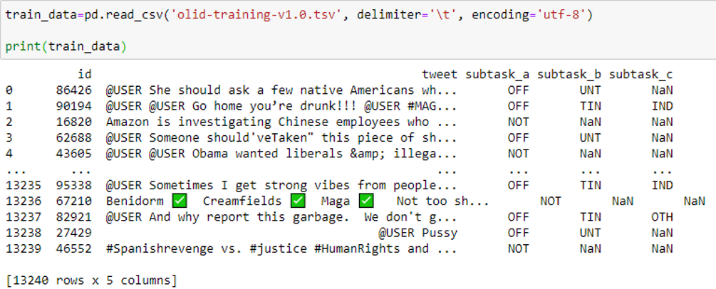 train_data=pd.read_csv('olid-training-v1.0.tsv', delimiter='\t', encoding='utf-8')
print(train_data)
id tweet subtask_a subtask_b subtask_c
0 86426 @USER She should ask a few native Americans wh... OFF UNT NaN
1 90194 @USER @USER Go home you’re drunk!!! @USER #MAG... OFF TIN IND
2 16820 Amazon is investigating Chinese employees who ... NOT NaN NaN
3 62688 @USER Someone should'veTaken" this piece of sh... OFF UNT NaN
4 43605 @USER @USER Obama wanted liberals &amp; illega... NOT NaN NaN
... ... ... ... ... ...
13235 95338 @USER Sometimes I get strong vibes from people... OFF TIN IND
13236 67210 Benidorm ✅ Creamfields ✅ Maga ✅ Not too sh... NOT NaN NaN
13237 82921 @USER And why report this garbage. We don't g... OFF TIN OTH
13238 27429 @USER Pussy OFF UNT NaN
13239 46552 #Spanishrevenge vs. #justice #HumanRights and ... NOT NaN NaN
[13240 rows x 5 columns]